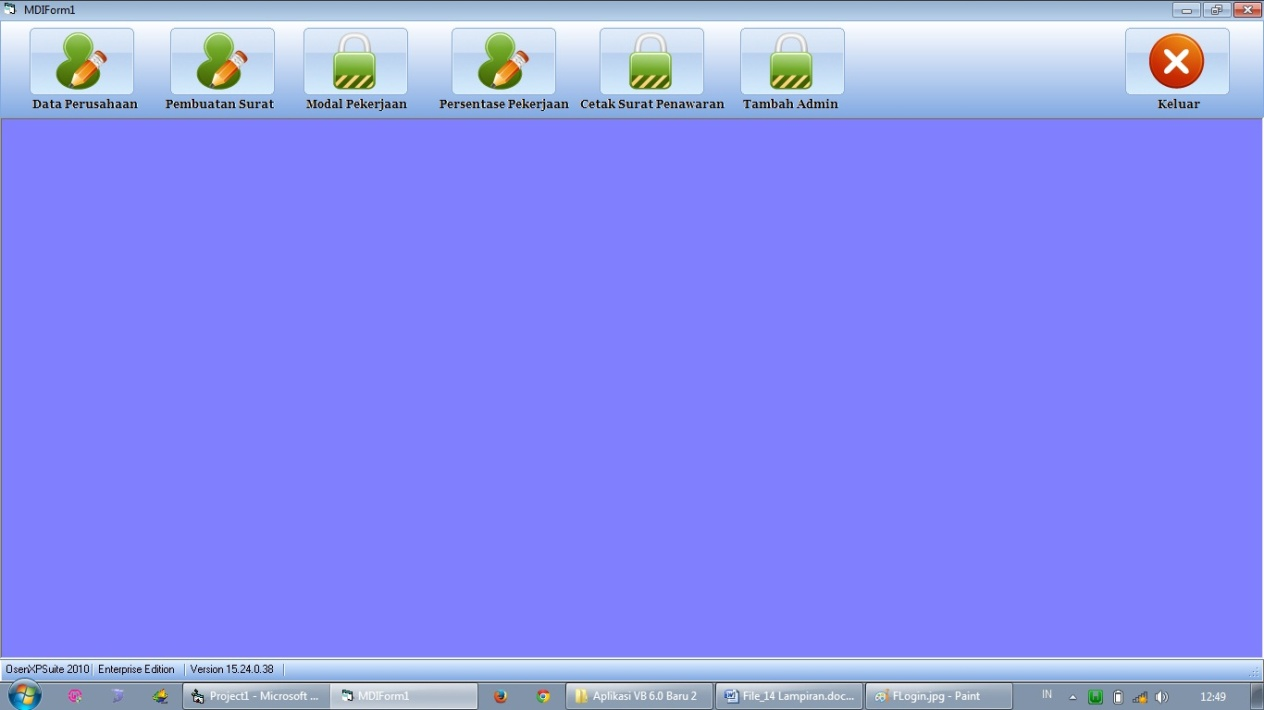 MDIForm1
Data Perusahaan
Pembuatan Surat
Modal Pekerjaan
Persentase Pekerjaan
Cetak Surat Penawaran
Tambah Admin
Keluar
OsenXPSuite 2010 Enterprise Edition Version 15.24.0.38
Project1 - Microsoft ... MDIForm1 Aplikasi VB 6.0 Baru 2 File_14 Lampiran.doc... FLogin.jpg - Paint IN 12:49